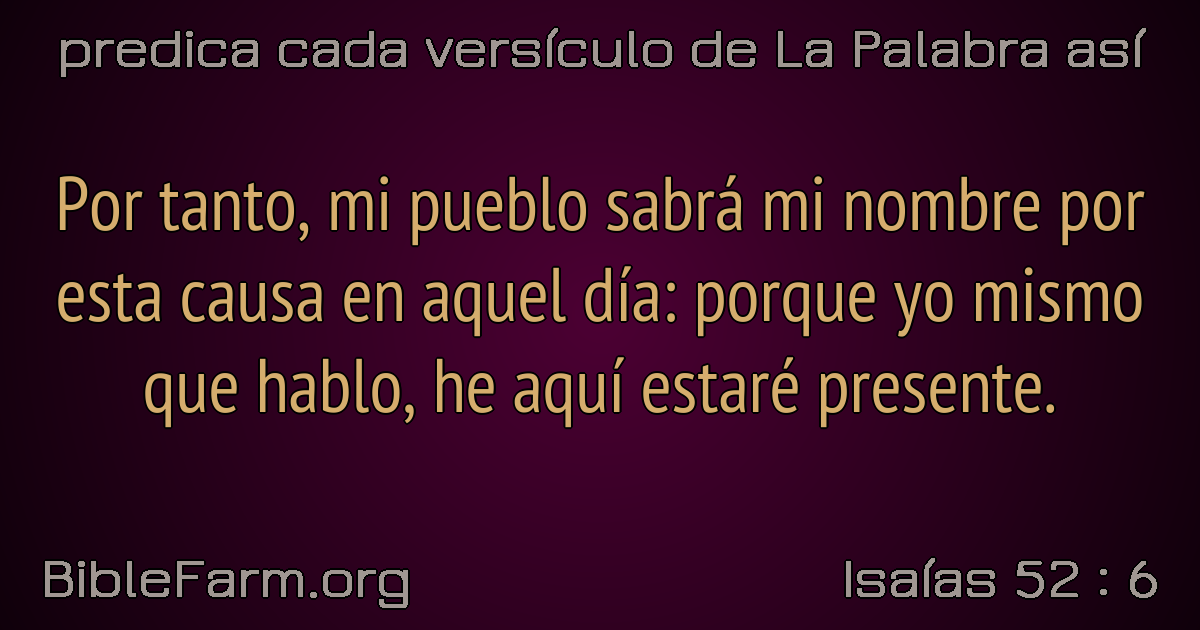 predica cada versículo de La Palabra así
Por tanto, mi pueblo sabrá mi nombre por
esta causa en aquel día: porque yo mismo
que hablo, he aquí estaré presente.
BibleFarm.org
Isaías 52 : 6